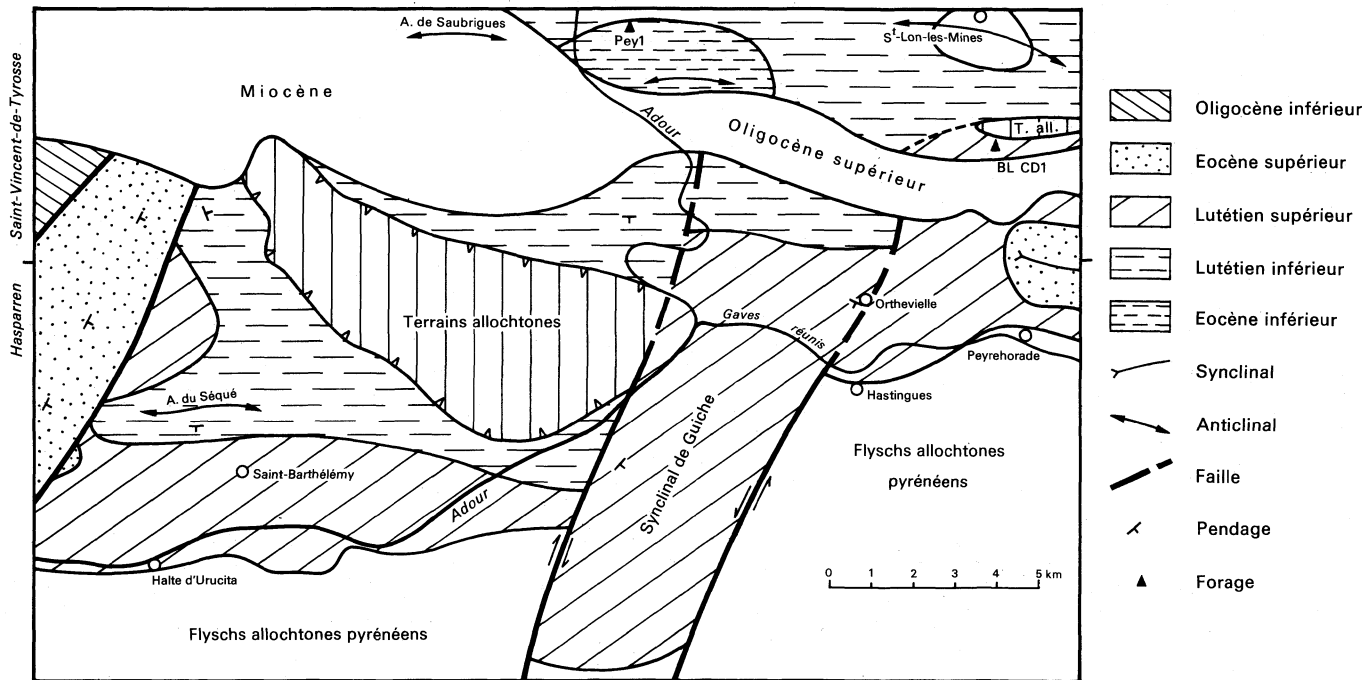 Saint-Vincent-de-Tyrosse
Hasparren
A. de Saubrigues
Pey1
St-Lon-les-Mines
Miocène
Adour
Oligocène supérieur
T. all.
BL CD1
Terrains allochtones
Orthevielle
Gaves
réunis
Peyrehorade
Hastingues
A. du Séqué
Saint-Barthélémy
Adour
Synclinal de Guiche
Flyschs allochtones
pyrénéens
Halte d'Urucita
Flyschs allochtones pyrénéens
0 1 2 3 4 5 km
Oligocène inférieur
Eocène supérieur
Lutétien supérieur
Lutétien inférieur
Eocène inférieur
Synclinal
Anticlinal
Faille
Pendage
Forage